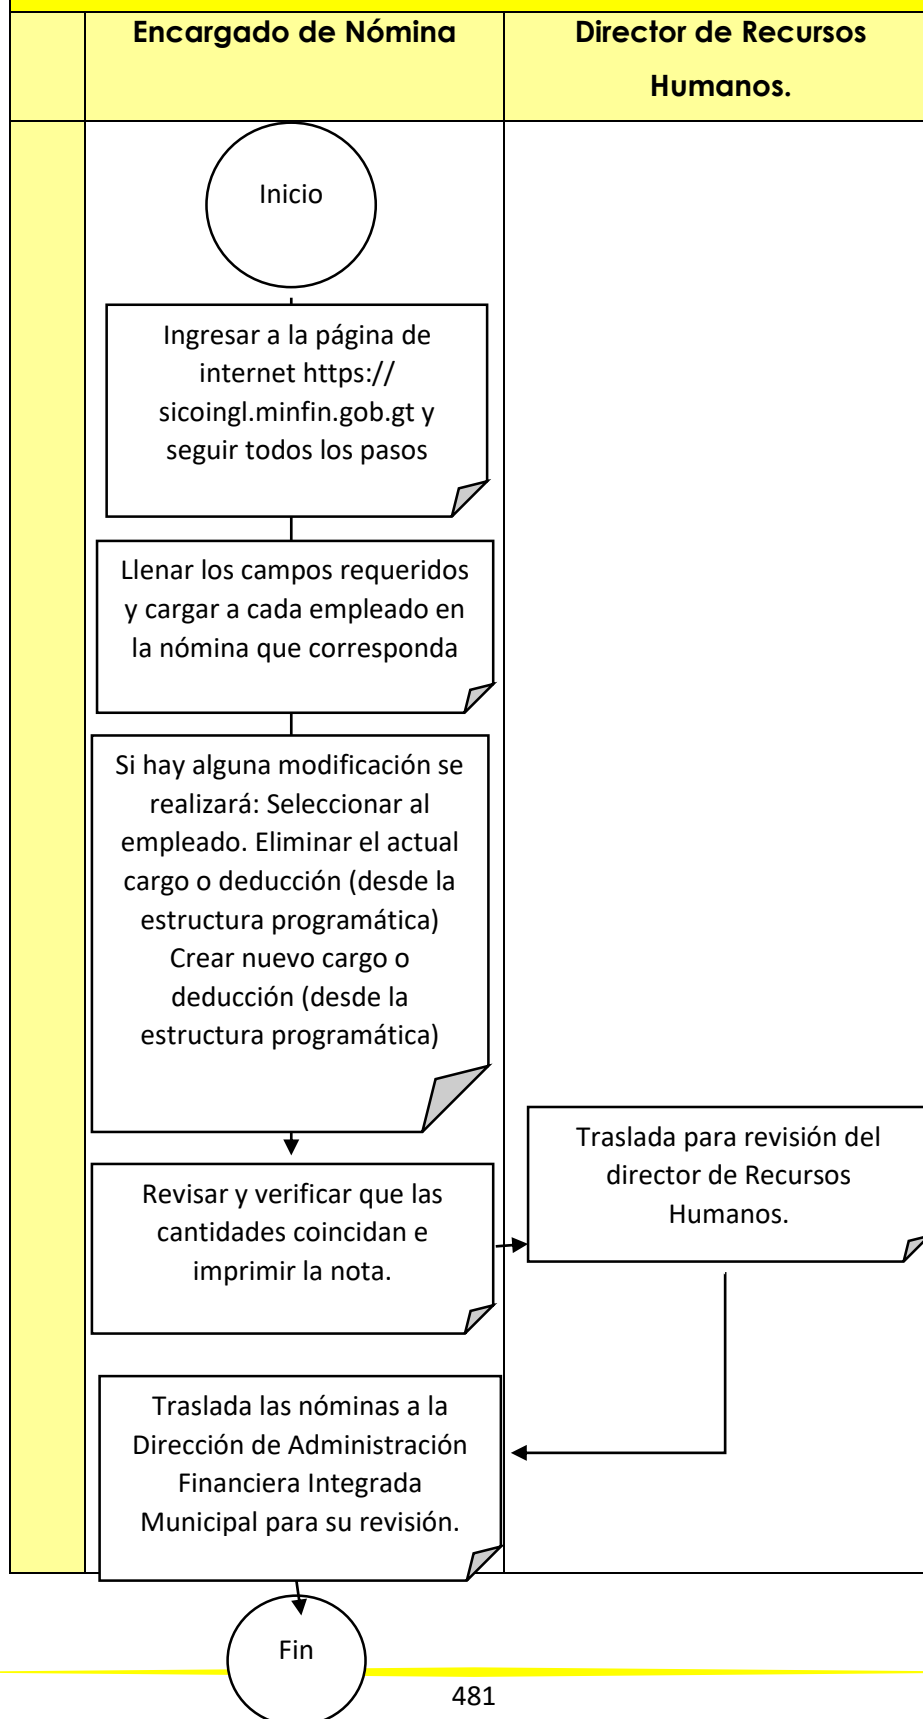 Encargado de Nómina
Director de Recursos
Humanos.
Inicio
Ingresar a la página de
internet https://
sicoingl.minfin.gob.gt y
seguir todos los pasos
Llenar los campos requeridos
y cargar a cada empleado en
la nómina que corresponda
Si hay alguna modificación se
realizará: Seleccionar al
empleado. Eliminar el actual
cargo o deducción (desde la
estructura programática)
Crear nuevo cargo o
deducción (desde la
estructura programática)
Revisar y verificar que las
cantidades coincidan e
imprimir la nota.
Traslada para revisión del
director de Recursos
Humanos.
Traslada las nóminas a la
Dirección de Administración
Financiera Integrada
Municipal para su revisión.
Fin
481